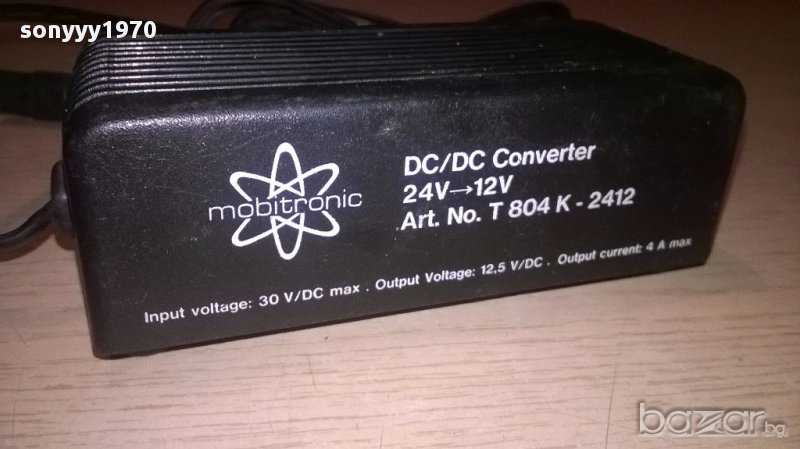 sonyyy1970
mobitronic
DC/DC Converter
24V→12V
Art. No. T 804 K - 2412
Input voltage: 30 V/DC max . Output Voltage: 12,5 V/DC . Output current: 4 A max
bazar.bg